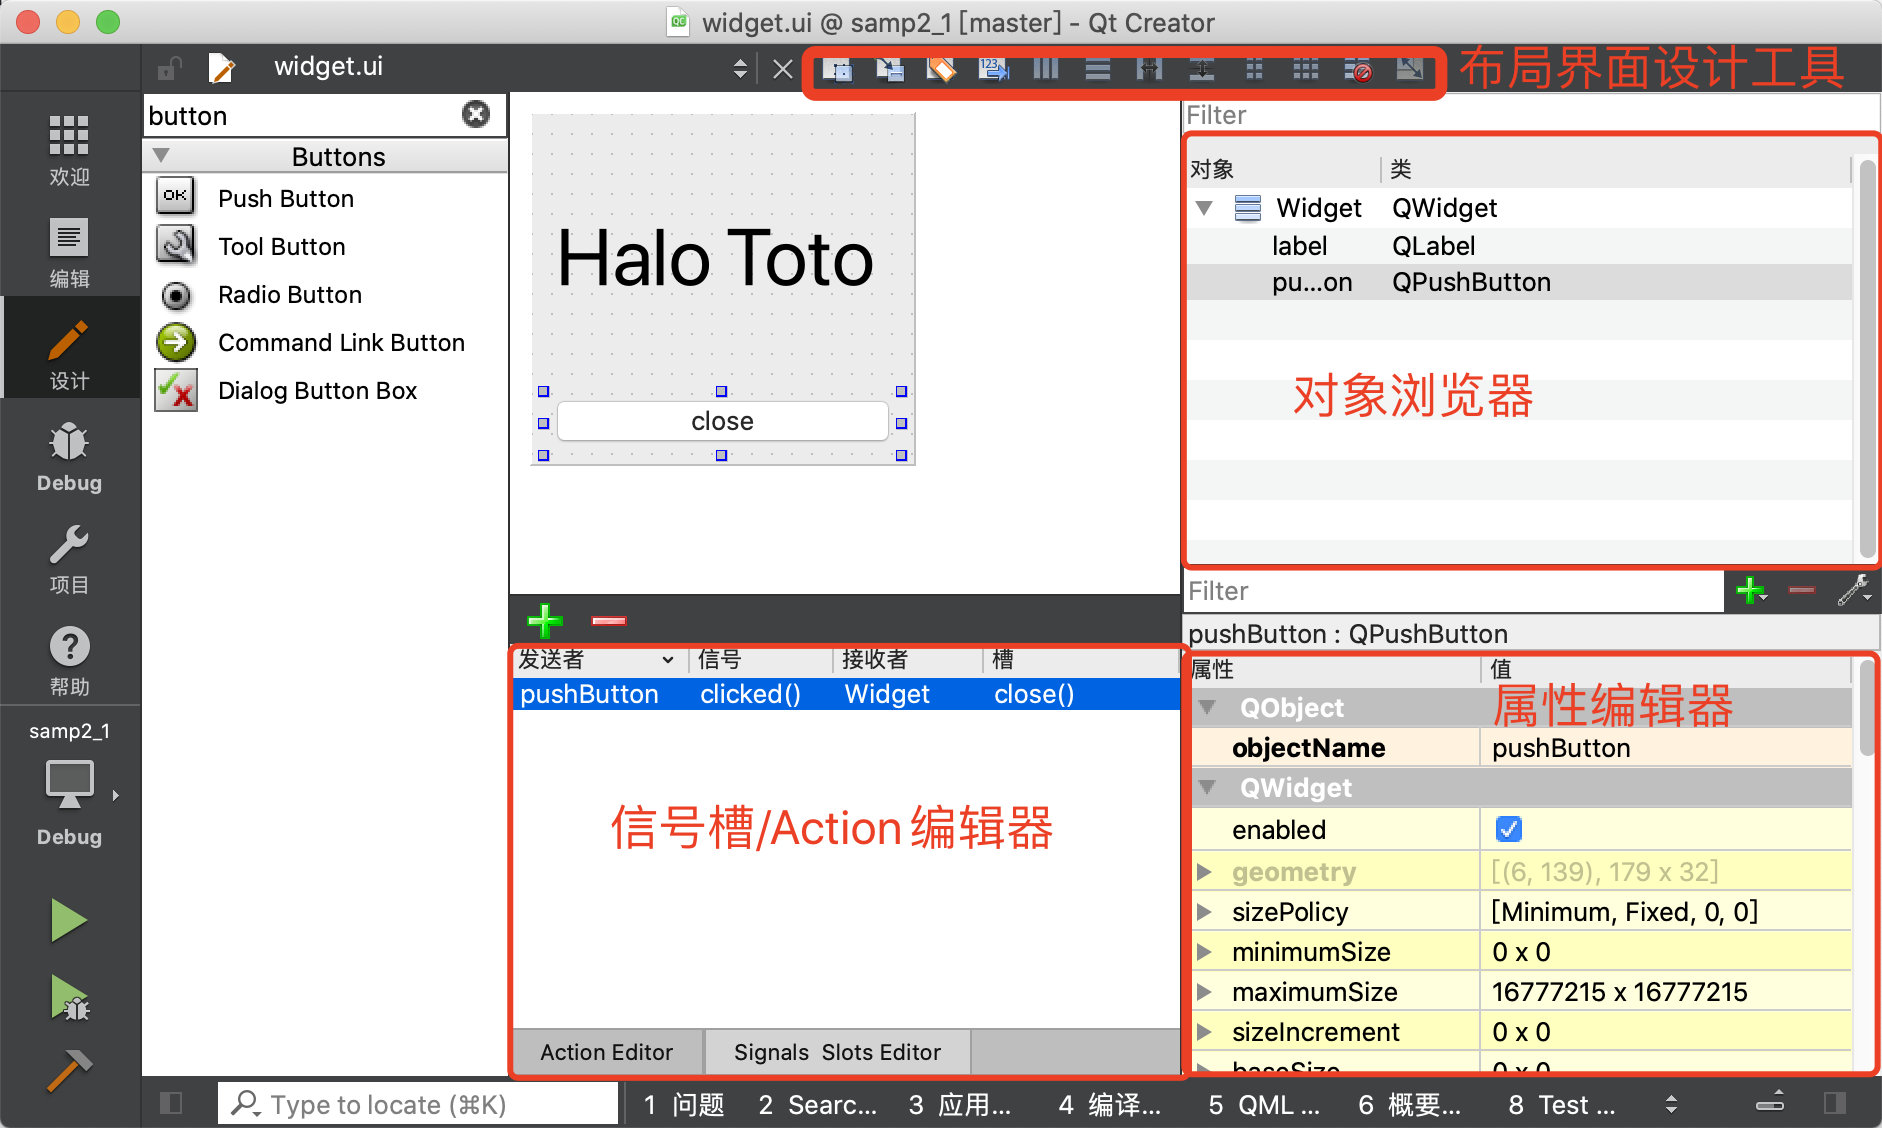 widget.ui @ samp2_1 [master] - Qt Creator
widget.ui
布局界面设计工具
欢迎
编辑
设计
Debug
项目
帮助
samp2_1
Debug
button
Buttons
Push Button
Tool Button
Radio Button
Command Link Button
Dialog Button Box
Halo Toto
close
发送者 信号 接收者 槽
pushButton clicked() Widget close()
信号槽/Action 编辑器
Action Editor Signals Slots Editor
Filter
对象 类
Widget QWidget
label QLabel
pu...on QPushButton
对象浏览器
Filter
pushButton : QPushButton
属性 值
QObject
属性编辑器
objectName pushButton
QWidget
enabled
geometry [(6, 139), 179 x 32]
sizePolicy [Minimum, Fixed, 0, 0]
minimumSize 0 x 0
maximumSize 16777215 x 16777215
sizeIncrement 0 x 0
baseSize 0 x 0
Type to locate (⌘K) 1 问题 2 Searc... 3 应用... 4 编译... 5 QML ... 6 概要... 8 Test ...